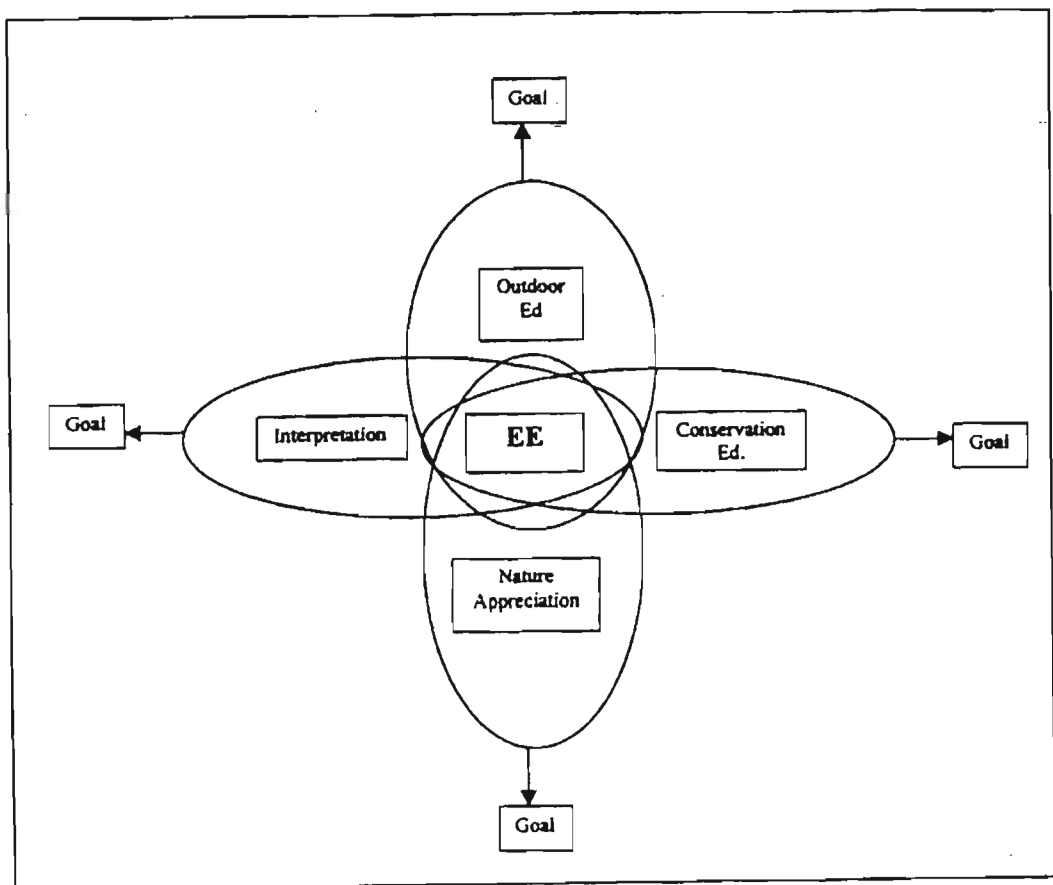 Goal
Outdoor
Ed
Goal
Interpretation
EE
Conservation
Ed.
Goal
Nature
Appreciation
Goal